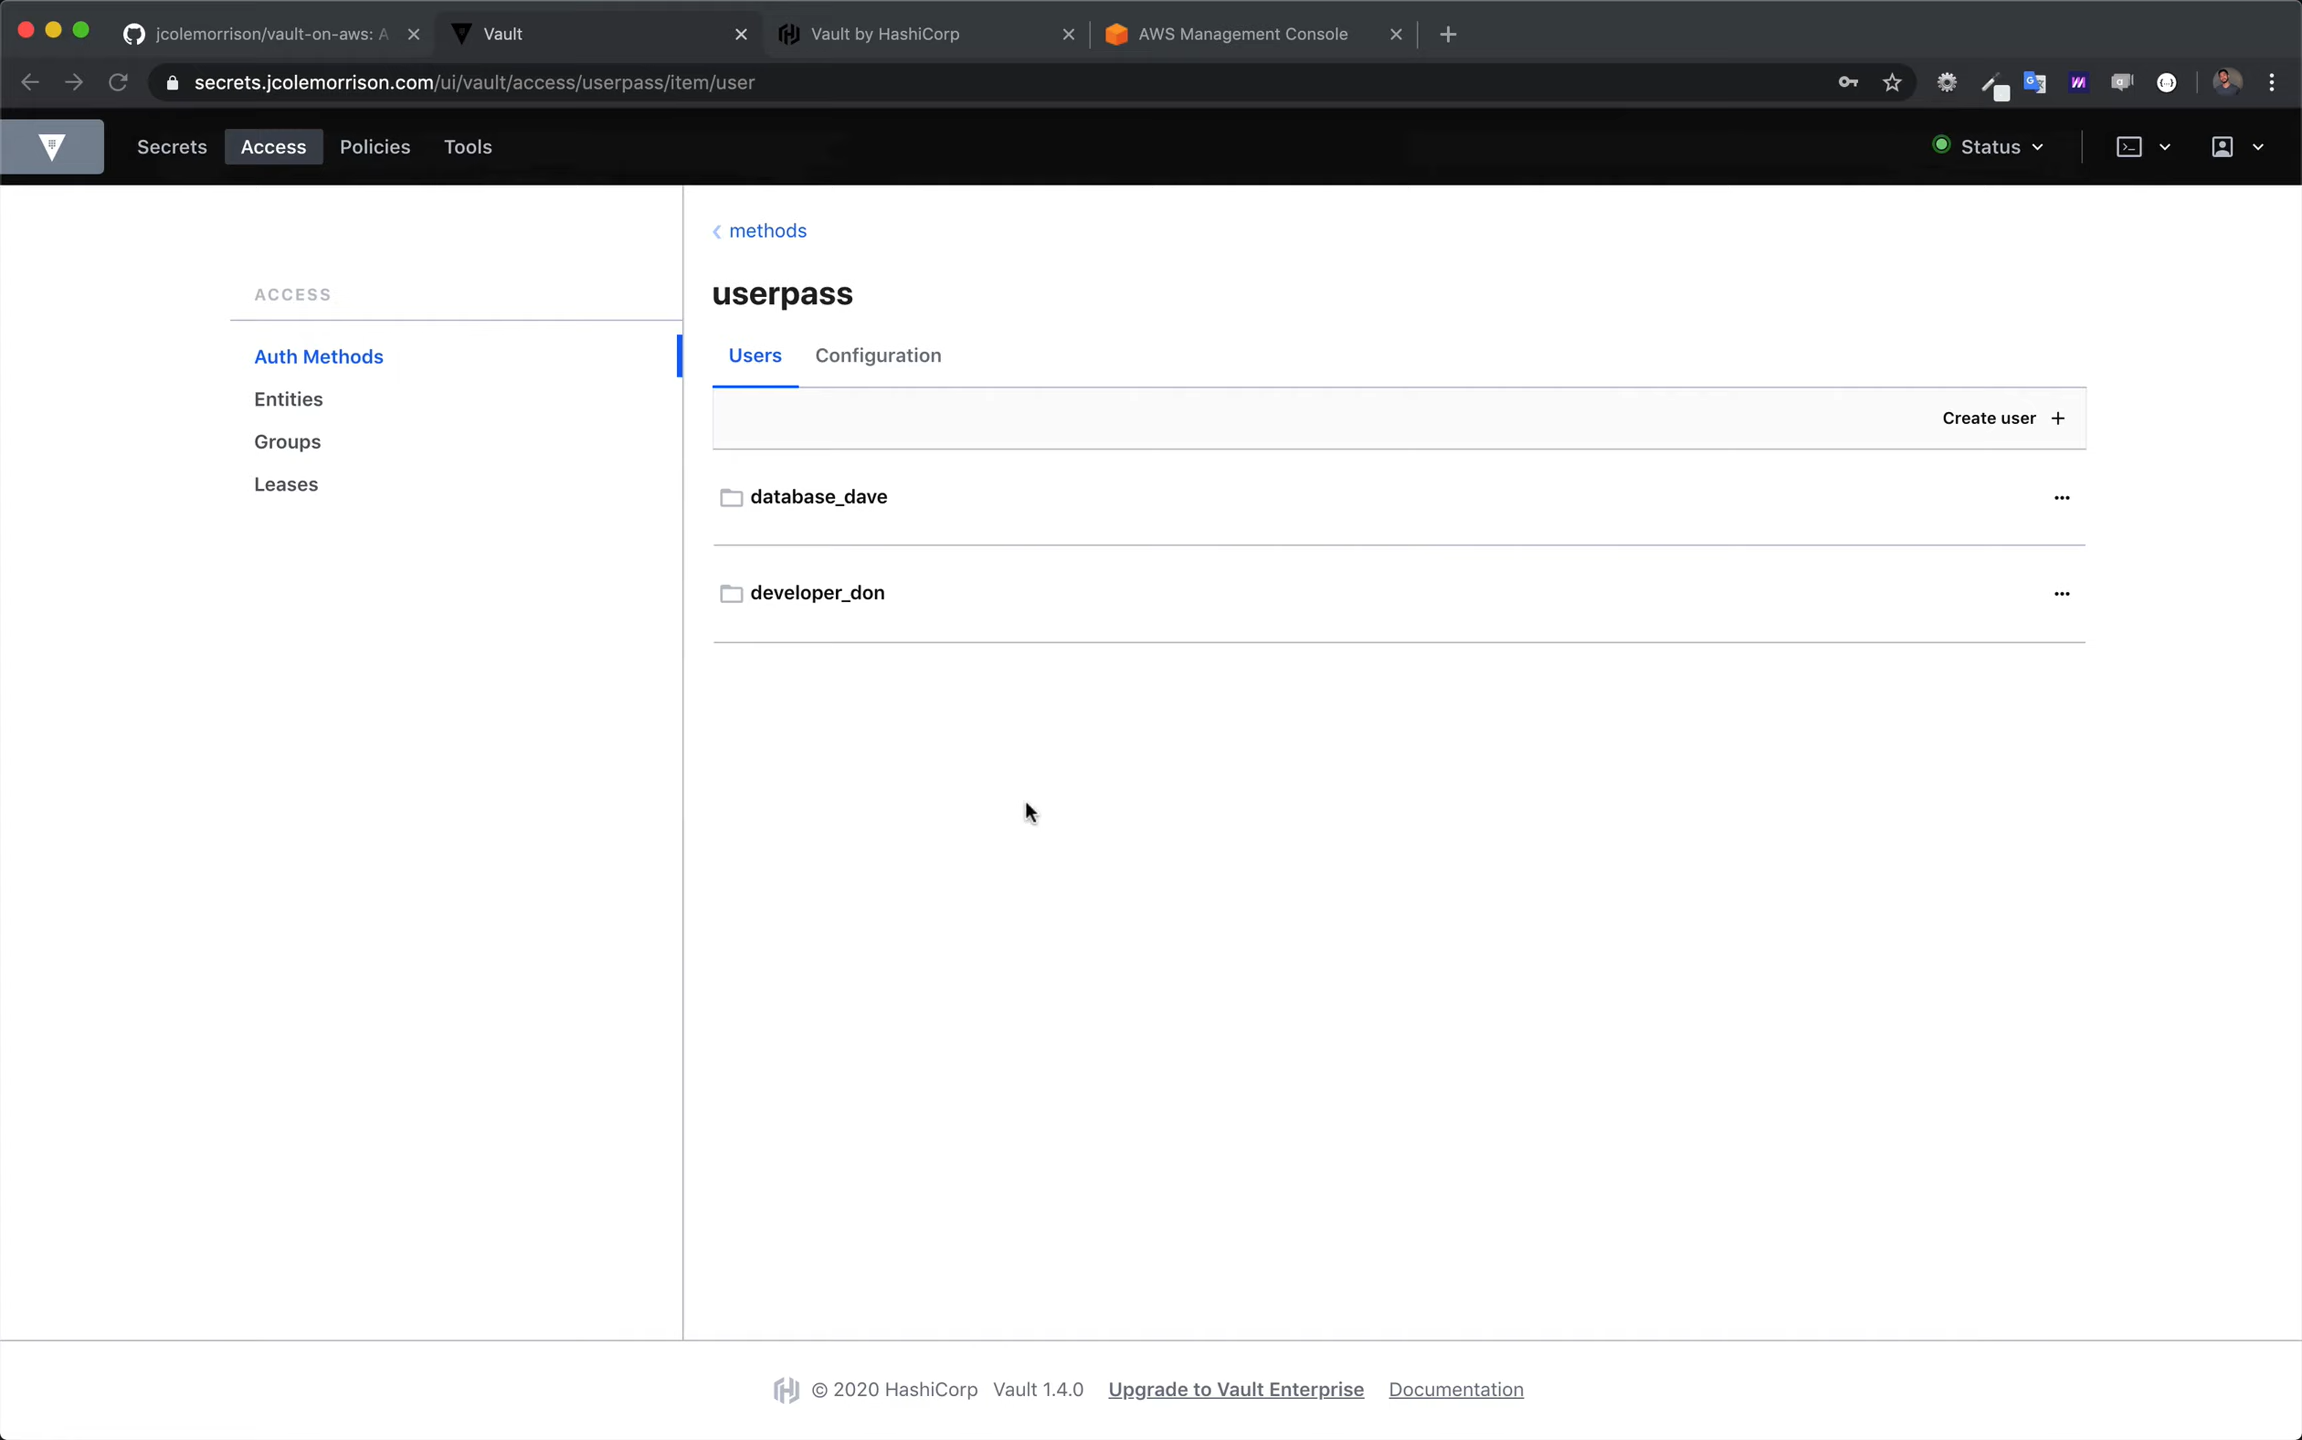 jcolemorrison/vault-on-aws: A
Vault
Vault by HashiCorp
AWS Management Console
secrets.jcolemorrison.com/ui/vault/access/userpass/item/user
Secrets
Access
Policies
Tools
Status
methods
ACCESS
userpass
Auth Methods
Users
Configuration
Entities
Create user
Groups
Leases
database_dave
developer_don
© 2020 HashiCorp Vault 1.4.0 Upgrade to Vault Enterprise Documentation